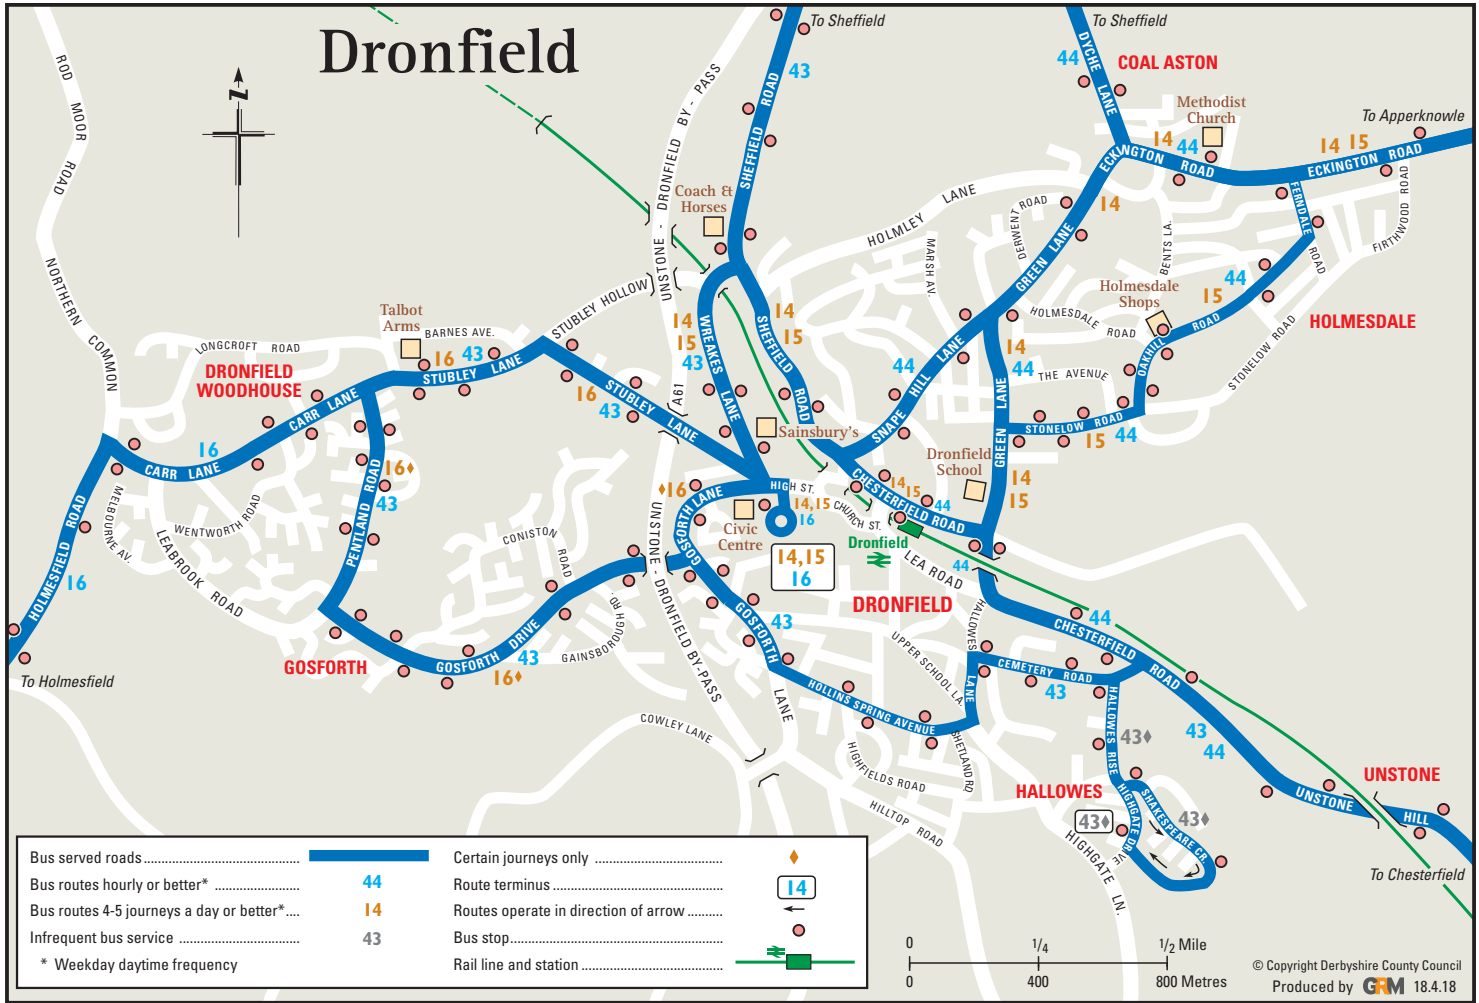 Dronfield
To Sheffield
To Sheffield
ROD MOOR ROAD
UNSTONE - DRONFIELD BY - PASS
SHEFFIELD ROAD
43
44
DYCHE LANE
COAL ASTON
Methodist
Church
To Apperknowle
14
44
14 15
ECKINGTON ROAD
ECKINGTON ROAD
Coach &
Horses
HOLMLEY LANE
DERWENT ROAD
14
GREEN LANE
BENTS LA.
FERNDALE ROAD
FIRTHWOOD ROAD
MARSH AV.
NORTHERN COMMON
STUBLEY HOLLOW
44
15
Holmesdale
Shops
HOLMESDALE ROAD
OAKHILL ROAD
HOLMESDALE
STONELOW ROAD
Talbot
Arms
BARNES AVE.
LONGCROFT ROAD
16 43
STUBLEY LANE
DRONFIELD
WOODHOUSE
14
15
43
WREAKES LANE
14
15
SHEFFIELD ROAD
14
44
THE AVENUE
44
SNAPE HILL LANE
GREEN LANE
STONELOW ROAD
15 44
A61
16
43
STUBLEY LANE
CARR LANE
16
CARR LANE
Sainsbury's
Dronfield
School
14
15
16♦
43
PENTLAND ROAD
♦16
GOSFORTH LANE
HIGH ST.
14,15
16
CHURCH ST.
14
15
44
CHESTERFIELD ROAD
MELBOURNE AV.
WENTWORTH ROAD
LEABROOK ROAD
CONISTON ROAD
UNSTONE - DRONFIELD BY-PASS
Civic
Centre
14,15
16
Dronfield
LEA ROAD
44
DRONFIELD
HOLMESFIELD ROAD
16
To Holmesfield
GOSFORTH
GOSFORTH DRIVE
43
16♦
GAINSBOROUGH RD.
GOSFORTH
LANE
43
HALLOWES
LANE
UPPER SCHOOL LA.
44
CHESTERFIELD ROAD
CEMETERY ROAD
43
HOLLINS SPRING AVENUE
COWLEY LANE
HIGHFIELDS ROAD
SHETLAND RD
HILLTOP ROAD
HALLOWES RISE
43♦
43
44
HALLOWES
43♦
HIGHGATE DRIVE
SHAKESPEARE CR.
43♦
HIGHGATE LN.
UNSTONE
UNSTONE HILL
To Chesterfield
Bus served roads
Bus routes hourly or better* 44
Bus routes 4-5 journeys a day or better* 14
Infrequent bus service 43
* Weekday daytime frequency
Certain journeys only ♦
Route terminus 14
Routes operate in direction of arrow
Bus stop
Rail line and station
0 1/4 1/2 Mile
0 400 800 Metres
© Copyright Derbyshire County Council
Produced by GRM 18.4.18